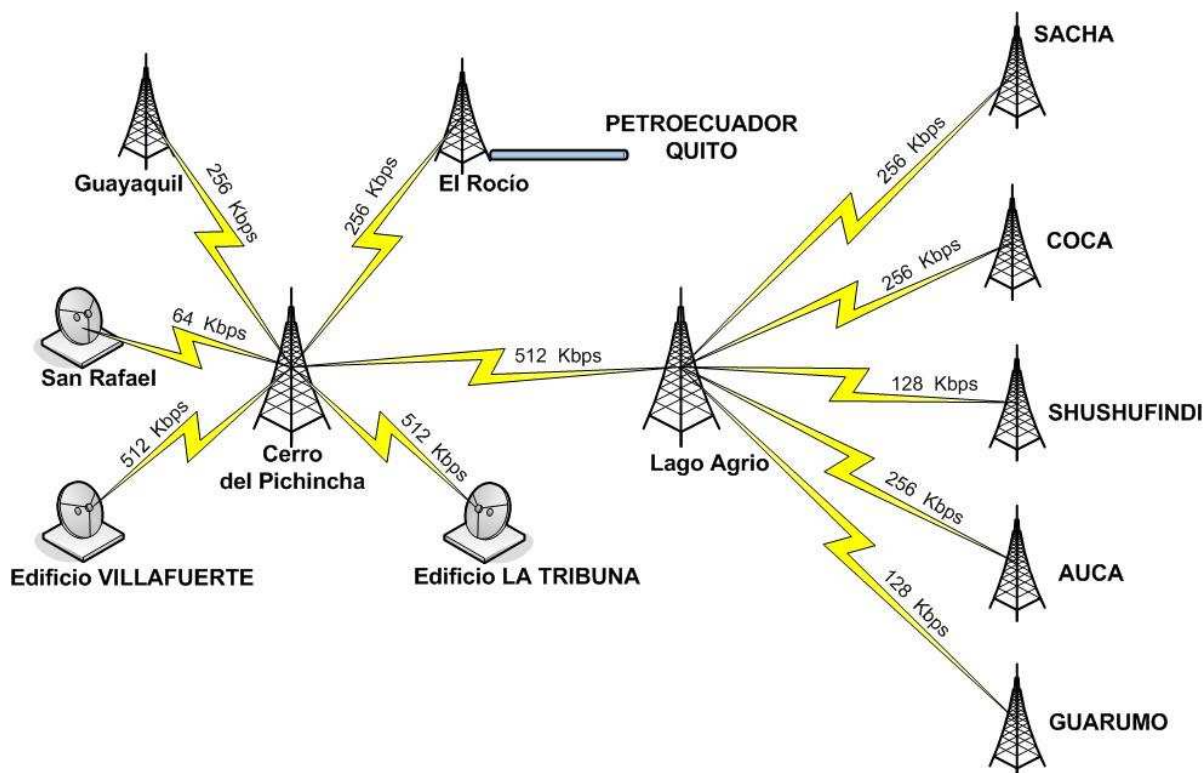 SACHA
PETROECUADOR
QUITO
Guayaquil
El Rocío
256 Kbps
256 Kbps
256 Kbps
COCA
256 Kbps
64 Kbps
San Rafael
512 Kbps
128 Kbps
SHUSHUFINDI
512 Kbps
512 Kbps
Cerro
del Pichincha
Lago Agrio
256 Kbps
Edificio VILLAFUERTE
Edificio LA TRIBUNA
AUCA
128 Kbps
GUARUMO